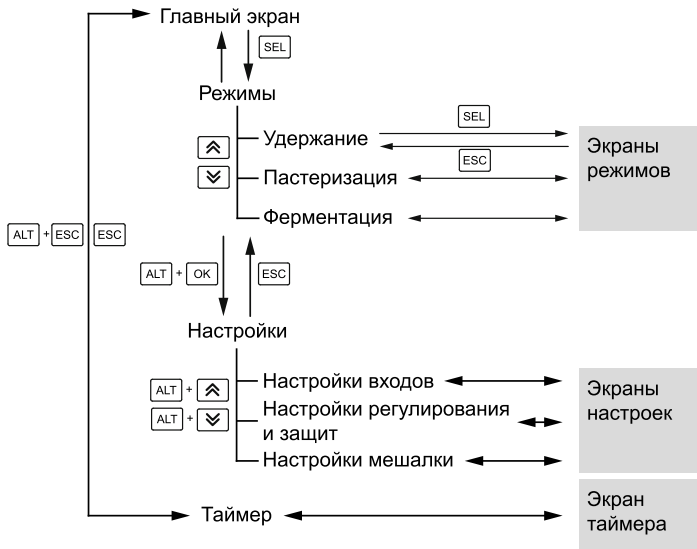 Главный экран
SEL
Режимы
Удержание
SEL
Экраны
режимов
Пастеризация
ESC
Ферментация
ALT + ESC ESC
ALT + OK
ESC
Настройки
ALT +
Настройки входов
Экраны
настроек
ALT +
Настройки регулирования
и защит
Настройки мешалки
Таймер
Экран
таймера